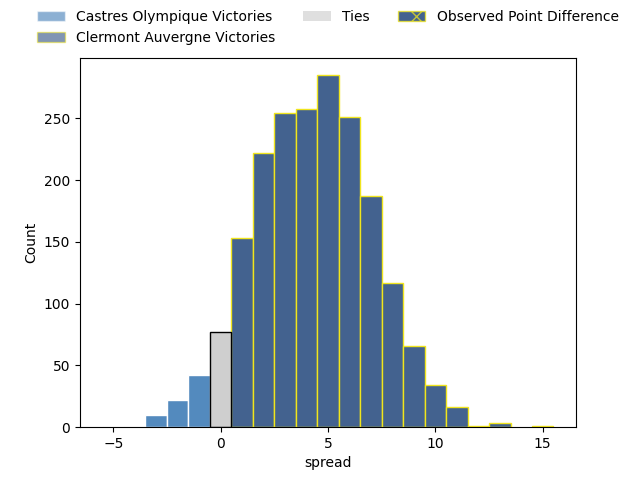 Castres Olympique Victories
Ties
Observed Point Difference
Clermont Auvergne Victories
250
200
150
100
50
0
Count
−5
0
5
10
15
spread